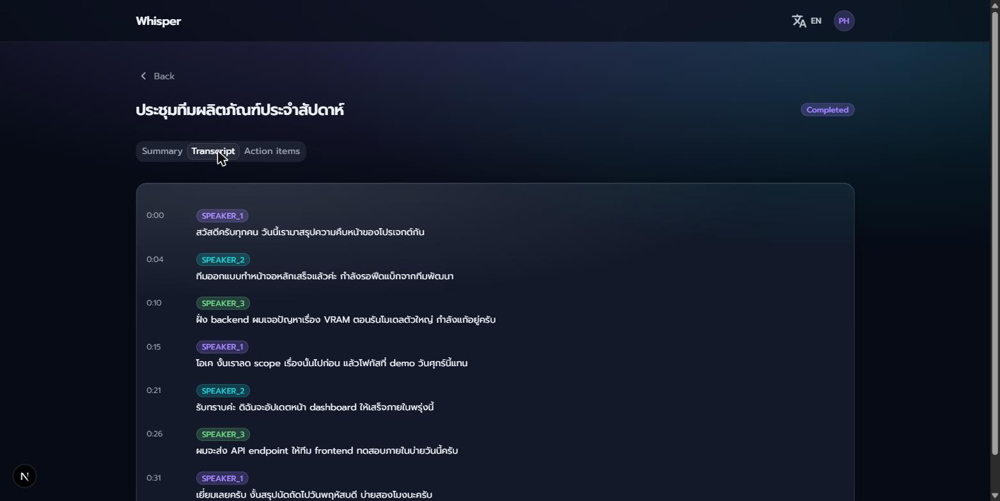 Whisper
EN
PH
Back
ประชุมทีมผลิตภัณฑ์ประจำสัปดาห์
Completed
Summary Transcript Action items
0:00 SPEAKER_1
สวัสดีครับทุกคน วันนี้เรามาสรุปความคืบหน้าของโปรเจกต์กัน
0:04 SPEAKER_2
ทีมออกแบบทำหน้าจอหลักเสร็จแล้วค่ะ กำลังรอฟีดแบ็กจากทีมพัฒนา
0:10 SPEAKER_3
ฝั่ง backend ผมเจอปัญหาเรื่อง VRAM ตอนรันโมเดลตัวใหญ่ กำลังแก้อยู่ครับ
0:15 SPEAKER_1
โอเค งั้นเราลด scope เรื่องนั้นไปก่อน แล้วโฟกัสที่ demo วันศุกร์นี้แทน
0:21 SPEAKER_2
รับทราบค่ะ ดิฉันจะอัปเดตหน้า dashboard ให้เสร็จภายในพรุ่งนี้
0:26 SPEAKER_3
ผมจะส่ง API endpoint ให้ทีม frontend ทดสอบภายในบ่ายวันนี้ครับ
0:31 SPEAKER_1
เยี่ยมเลยครับ งั้นสรุปนัดถัดไปวันพฤหัสบดี บ่ายสองโมงนะครับ
N